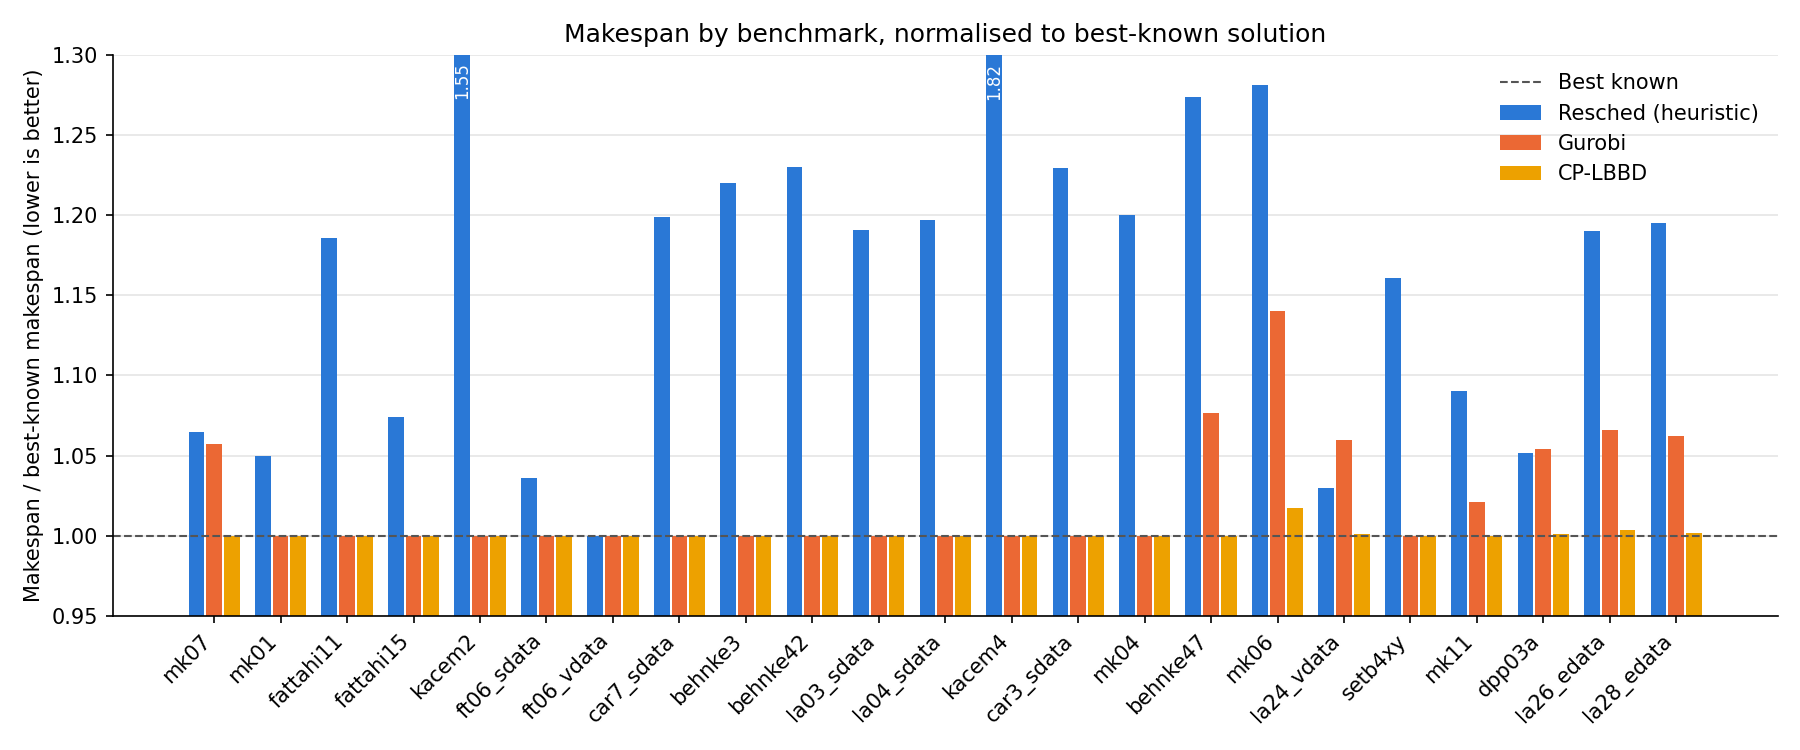 Makespan by benchmark, normalised to best-known solution
Makespan / best-known makespan (lower is better)
1.30
1.25
1.20
1.15
1.10
1.05
1.00
0.95
1.55
1.82
Best known
Resched (heuristic)
Gurobi
CP-LBBD
mk07
mk01
fattahi11
fattahi15
kacem2
ft06_sdata
ft06_vdata
car7_sdata
behnke3
behnke42
la03_sdata
la04_sdata
kacem4
car3_sdata
mk04
behnke47
mk06
la24_vdata
setb4xy
mk11
dpp03a
la26_edata
la28_edata